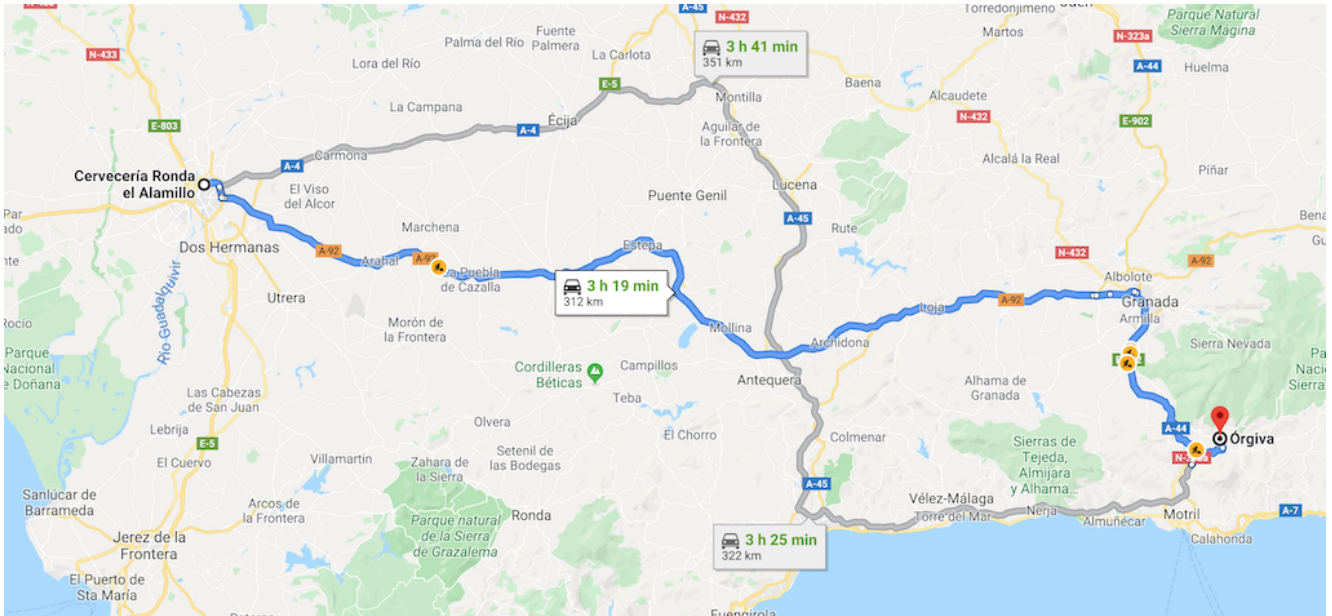 A-45
N-432
Torredonjimeno
Parque Natural
Sierra Mágina
Fuente
Palmera
Palma del Río
3 h 41 min
351 km
Martos
N-323a
N-433
La Carlota
Lora del Río
E-5
Baena
A-44
Huelma
La Campana
Montilla
Alcaudete
N-432
E-902
E-803
Écija
A-4
Aguilar de
la Frontera
Carmona
A-4
Alcalá la Real
Píñar
Cervecería Ronda
el Alamillo
El Viso
del Alcor
Puente Genil
Lucena
A-45
Rute
Marchena
Dos Hermanas
A-92
Arahal
Estepa
N-432
A-92
La Puebla
de Cazalla
3 h 19 min
312 km
Albolote
Granada
Armilla
Utrera
Río Guadalquivir
Morón de
la Frontera
Mollina
Loja
A-92
Archidona
Sierra Nevada
Rocío
Parque
Nacional
de Doñana
Cordilleras
Béticas
Campillos
Teba
Antequera
Alhama de
Granada
Las Cabezas
de San Juan
Olvera
El Chorro
Colmenar
A-44
Órgiva
Lebrija
E-5
El Cuervo
Villamartin
Zahara de
la Sierra
Setenil de
las Bodegas
Sierras de
Tejeda,
Almijara
y Alhama...
A-45
Vélez-Málaga
Torre del Mar
Nerja
Almuñécar
Motril
A-7
Calahonda
Sanlúcar de
Barrameda
Arcos de
la Frontera
Parque natural
de la Sierra
de Grazalema
Ronda
3 h 25 min
322 km
Jerez de la
Frontera
El Puerto de
Sta María
Fuengirola